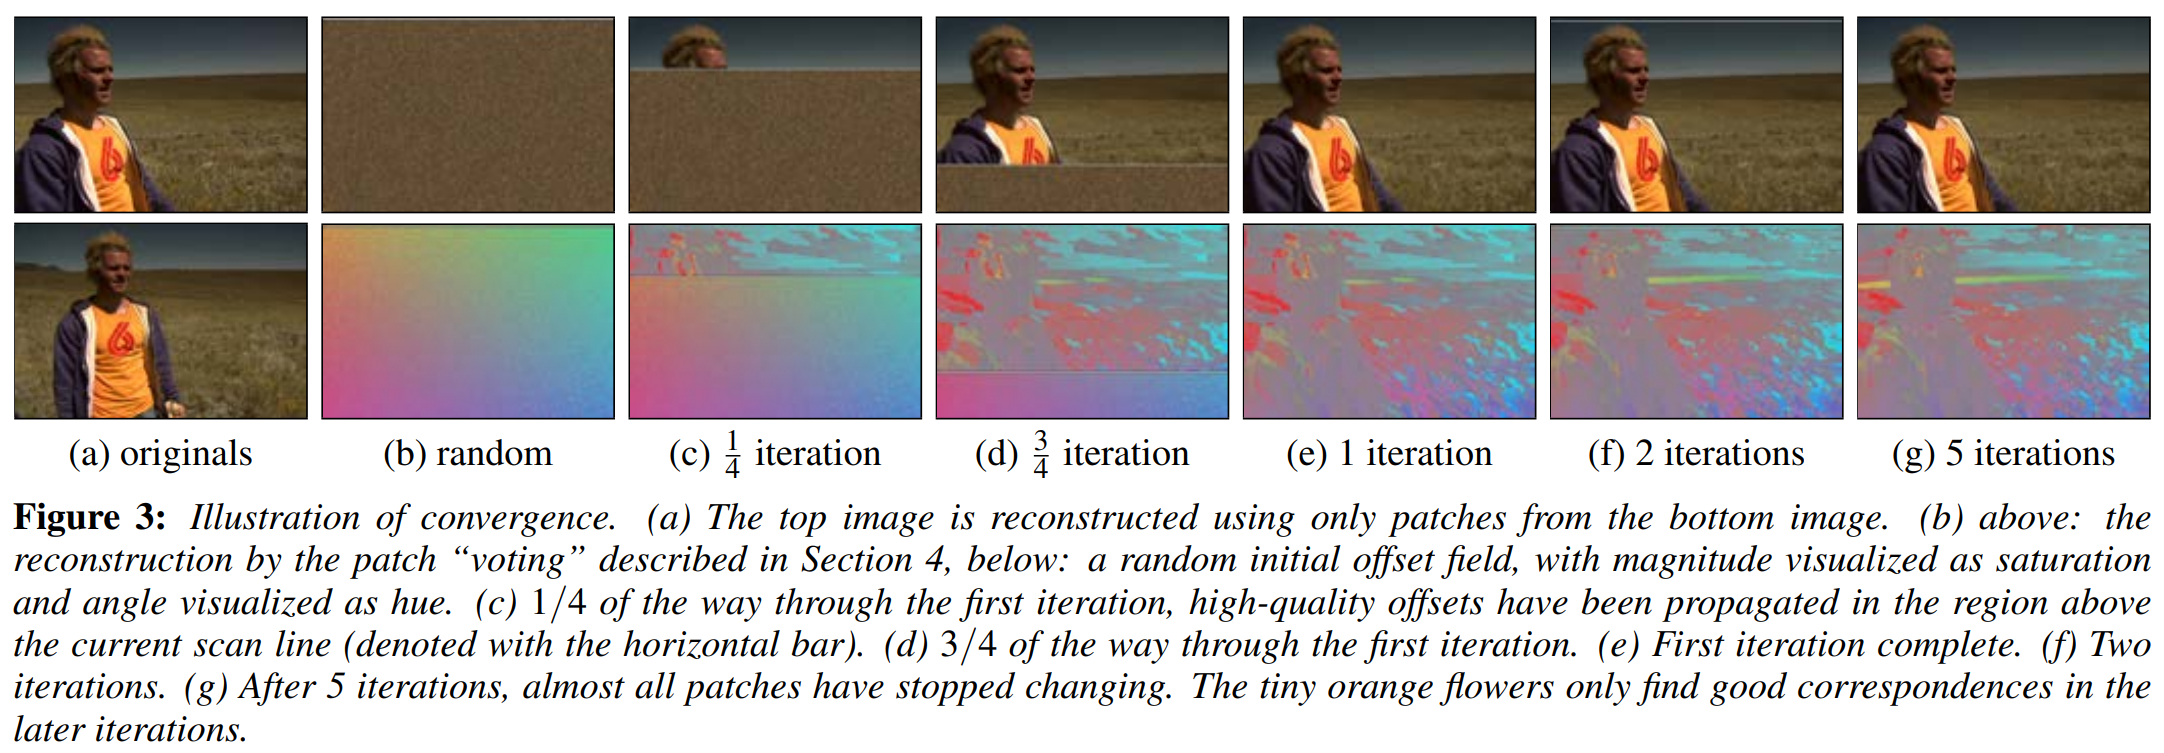 (a) originals (b) random (c) 1/4 iteration (d) 3/4 iteration (e) 1 iteration (f) 2 iterations (g) 5 iterations
Figure 3: Illustration of convergence. (a) The top image is reconstructed using only patches from the bottom image. (b) above: the
reconstruction by the patch “voting” described in Section 4, below: a random initial offset field, with magnitude visualized as saturation
and angle visualized as hue. (c) 1/4 of the way through the first iteration, high-quality offsets have been propagated in the region above
the current scan line (denoted with the horizontal bar). (d) 3/4 of the way through the first iteration. (e) First iteration complete. (f) Two
iterations. (g) After 5 iterations, almost all patches have stopped changing. The tiny orange flowers only find good correspondences in the
later iterations.